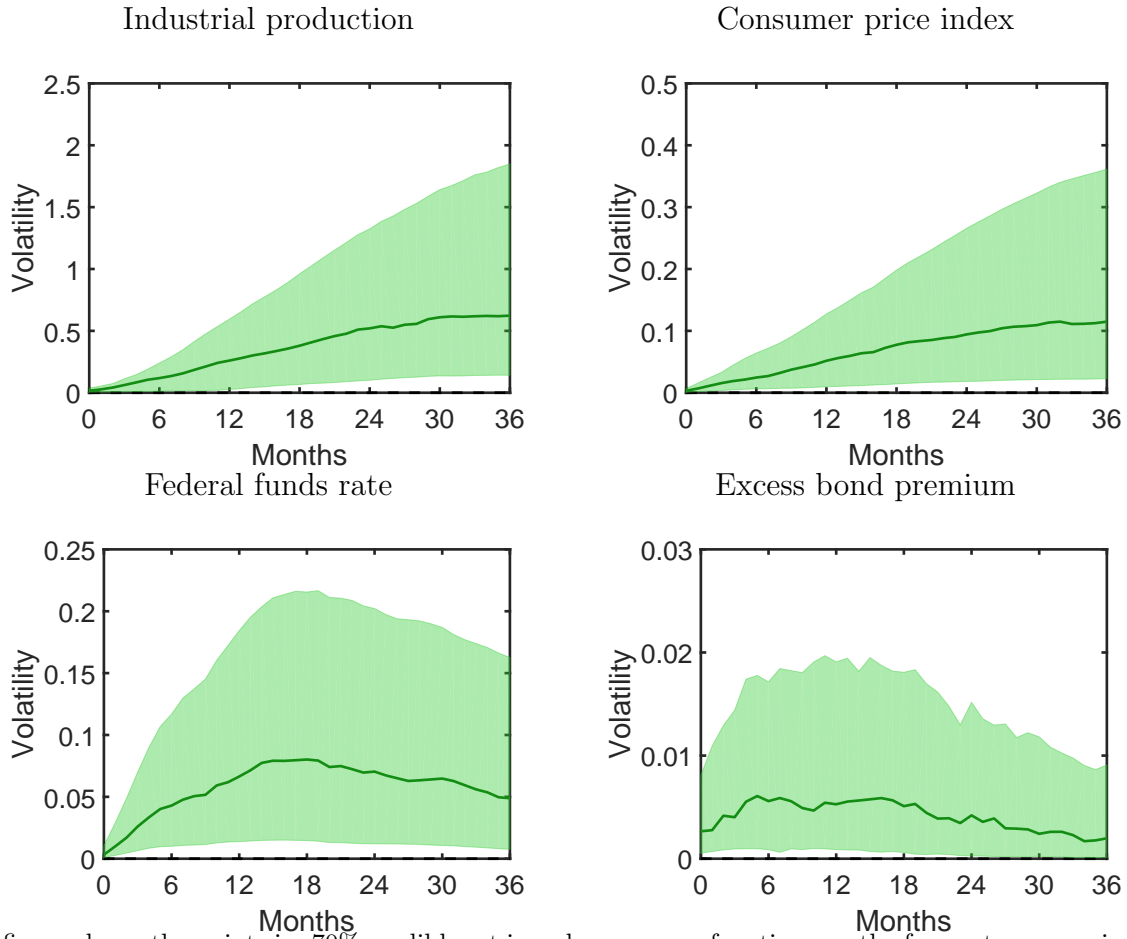 Industrial production
2.5
2
1.5
1
0.5
0
Volatility
0 6 12 18 24 30 36
Months
Consumer price index
0.5
0.4
0.3
0.2
0.1
0
Volatility
0 6 12 18 24 30 36
Months
Federal funds rate
0.25
0.2
0.15
0.1
0.05
0
Volatility
0 6 12 18 24 30 36
Months
Excess bond premium
0.03
0.02
0.01
0
Volatility
0 6 12 18 24 30 36
Months